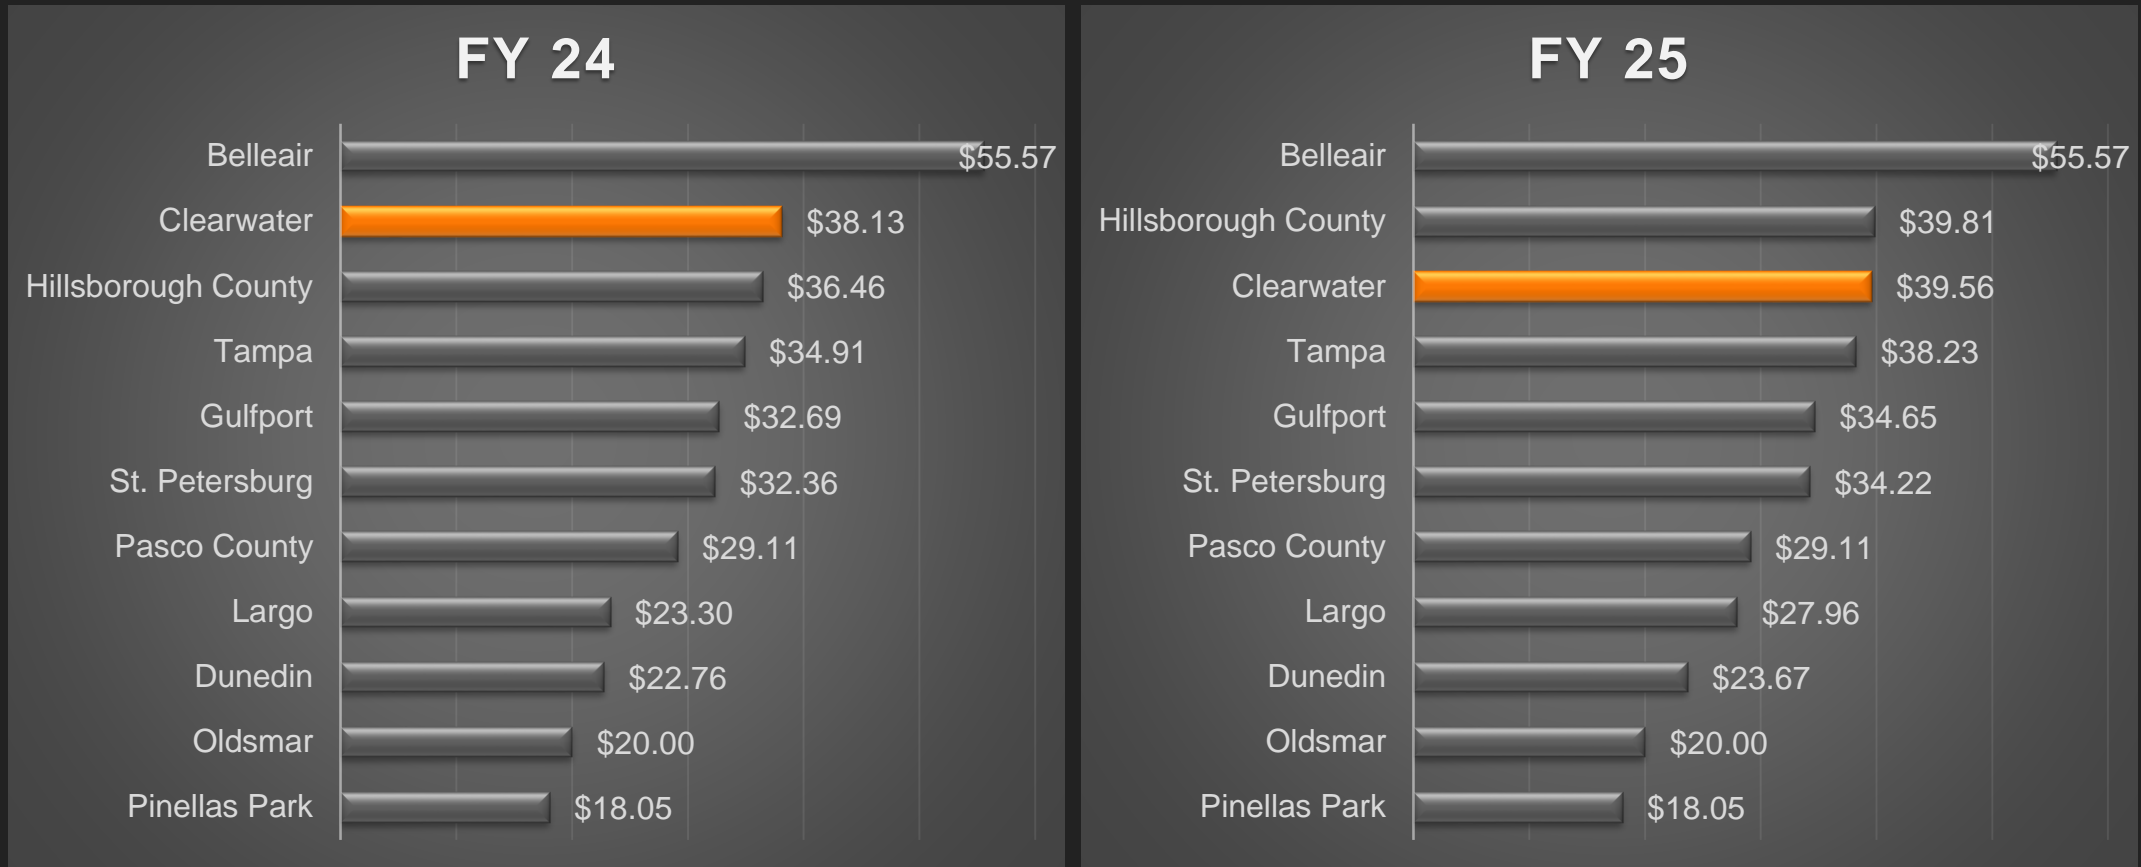 FY 24
Belleair $55.57
Clearwater $38.13
Hillsborough County $36.46
Tampa $34.91
Gulfport $32.69
St. Petersburg $32.36
Pasco County $29.11
Largo $23.30
Dunedin $22.76
Oldsmar $20.00
Pinellas Park $18.05
FY 25
Belleair $55.57
Hillsborough County $39.81
Clearwater $39.56
Tampa $38.23
Gulfport $34.65
St. Petersburg $34.22
Pasco County $29.11
Largo $27.96
Dunedin $23.67
Oldsmar $20.00
Pinellas Park $18.05